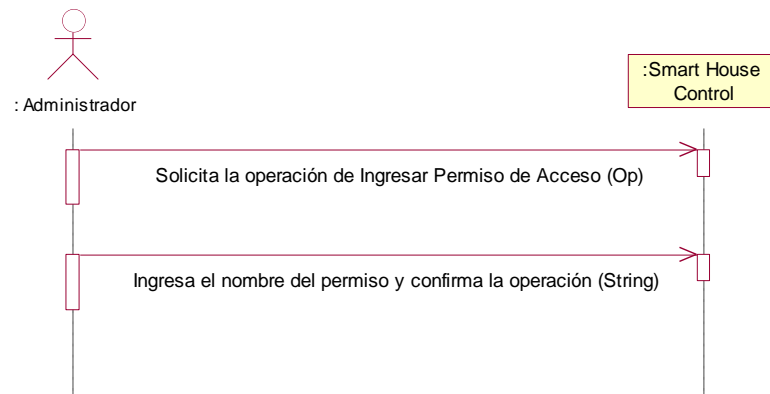 : Administrador
:Smart House
Control
Solicita la operación de Ingresar Permiso de Acceso (Op)
Ingresa el nombre del permiso y confirma la operación (String)